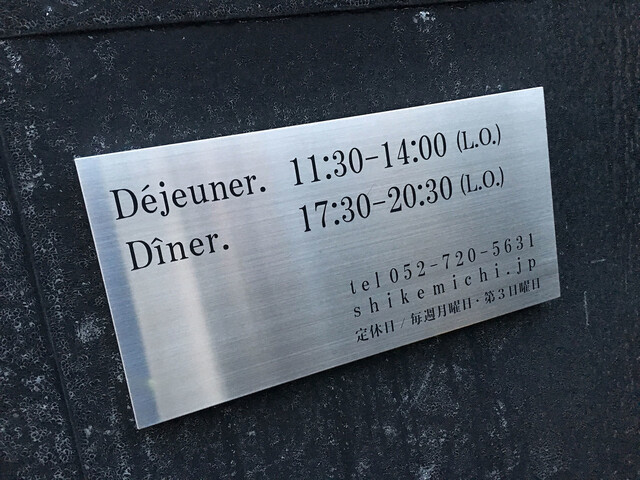 Déjeuner. 11:30-14:00 (L.O.)
Dîner. 17:30-20:30 (L.O.)
tel 052-720-5631
shikemichi.jp
定休日/毎週月曜日・第3日曜日